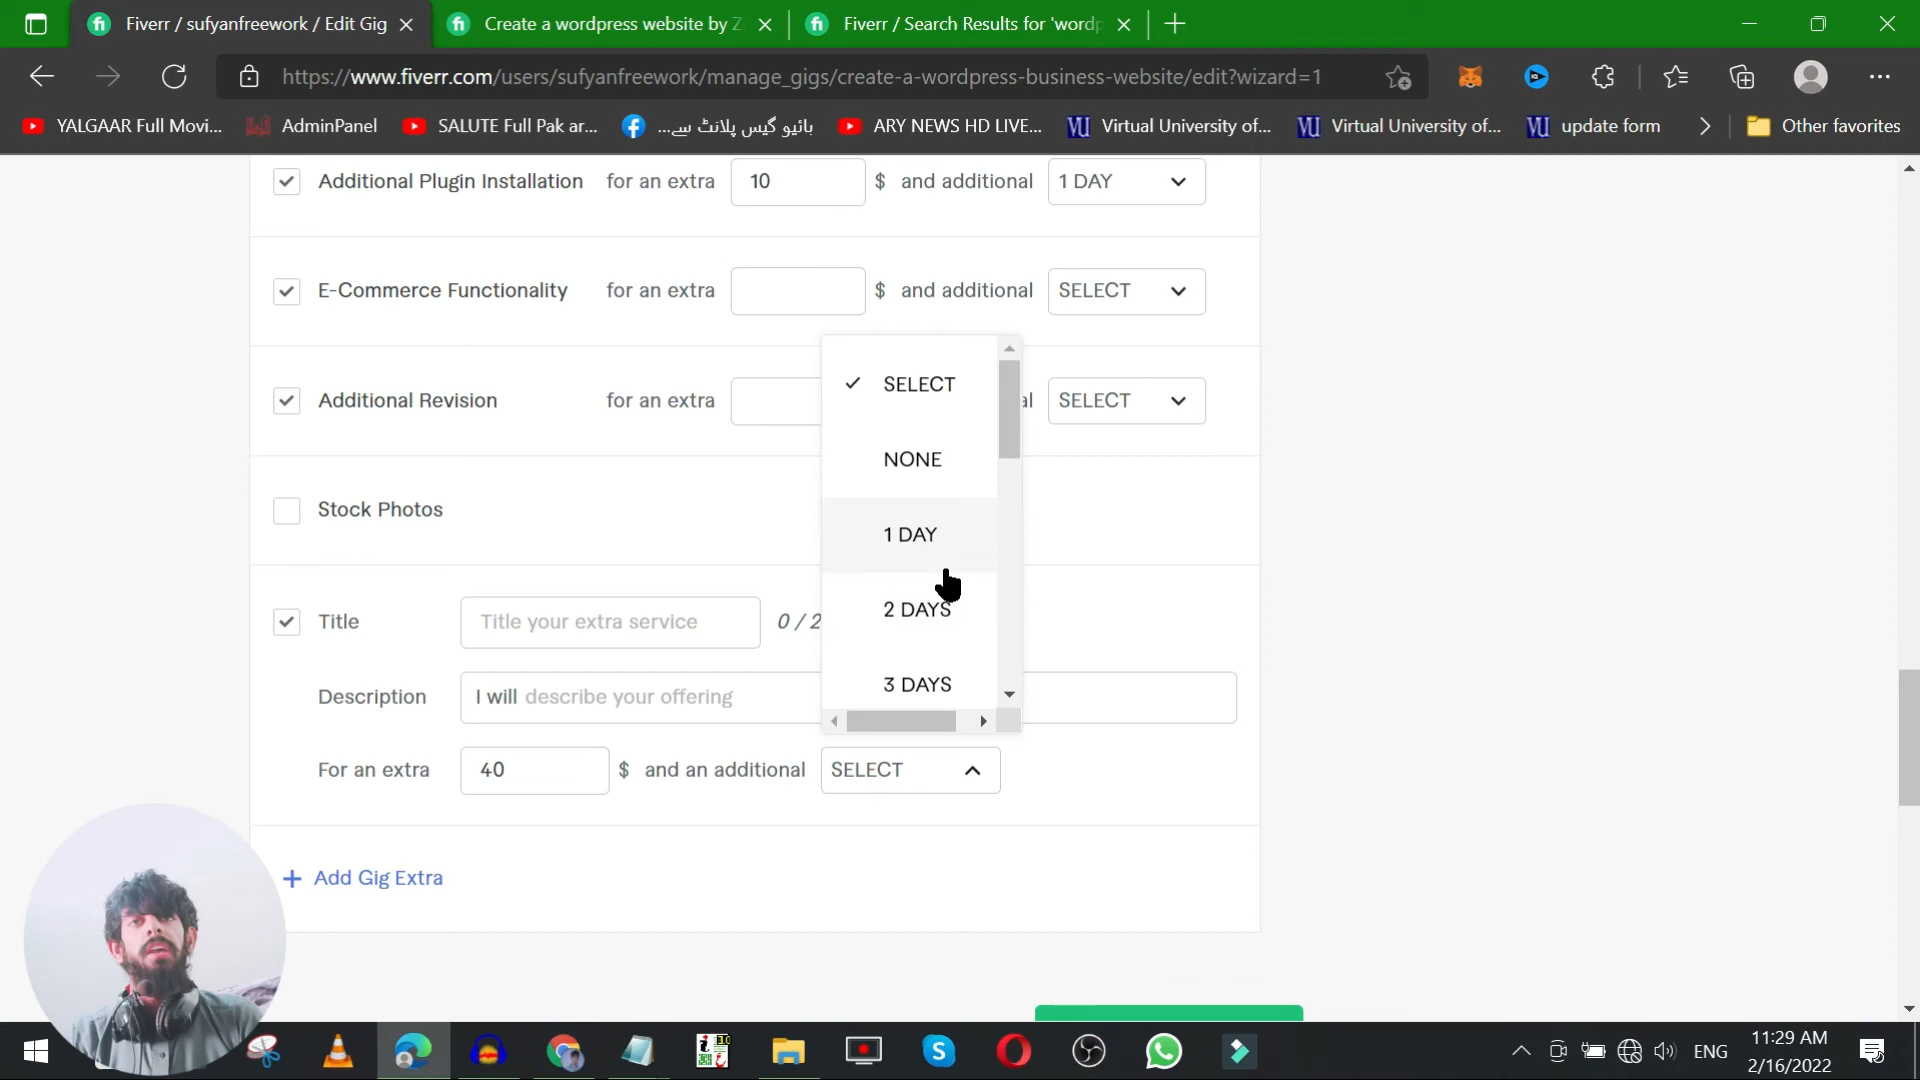 Fiverr / sufyanfreework / Edit Gig
Create a wordpress website by Z
Fiverr / Search Results for 'wordp
https://www.fiverr.com/users/sufyanfreework/manage_gigs/create-a-wordpress-business-website/edit?wizard=1
YALGAAR Full Movi...
AdminPanel
SALUTE Full Pak ar...
بائیو گیس پلانٹ سے...
ARY NEWS HD LIVE...
Virtual University of...
Virtual University of...
update form
Other favorites
Additional Plugin Installation for an extra 10 $ and additional 1 DAY
E-Commerce Functionality for an extra $ and additional SELECT
Additional Revision for an extra al SELECT
SELECT
NONE
1 DAY
2 DAYS
3 DAYS
Stock Photos
Title Title your extra service 0 / 2
Description I will describe your offering
For an extra 40 $ and an additional SELECT
+ Add Gig Extra
ENG
11:29 AM
2/16/2022